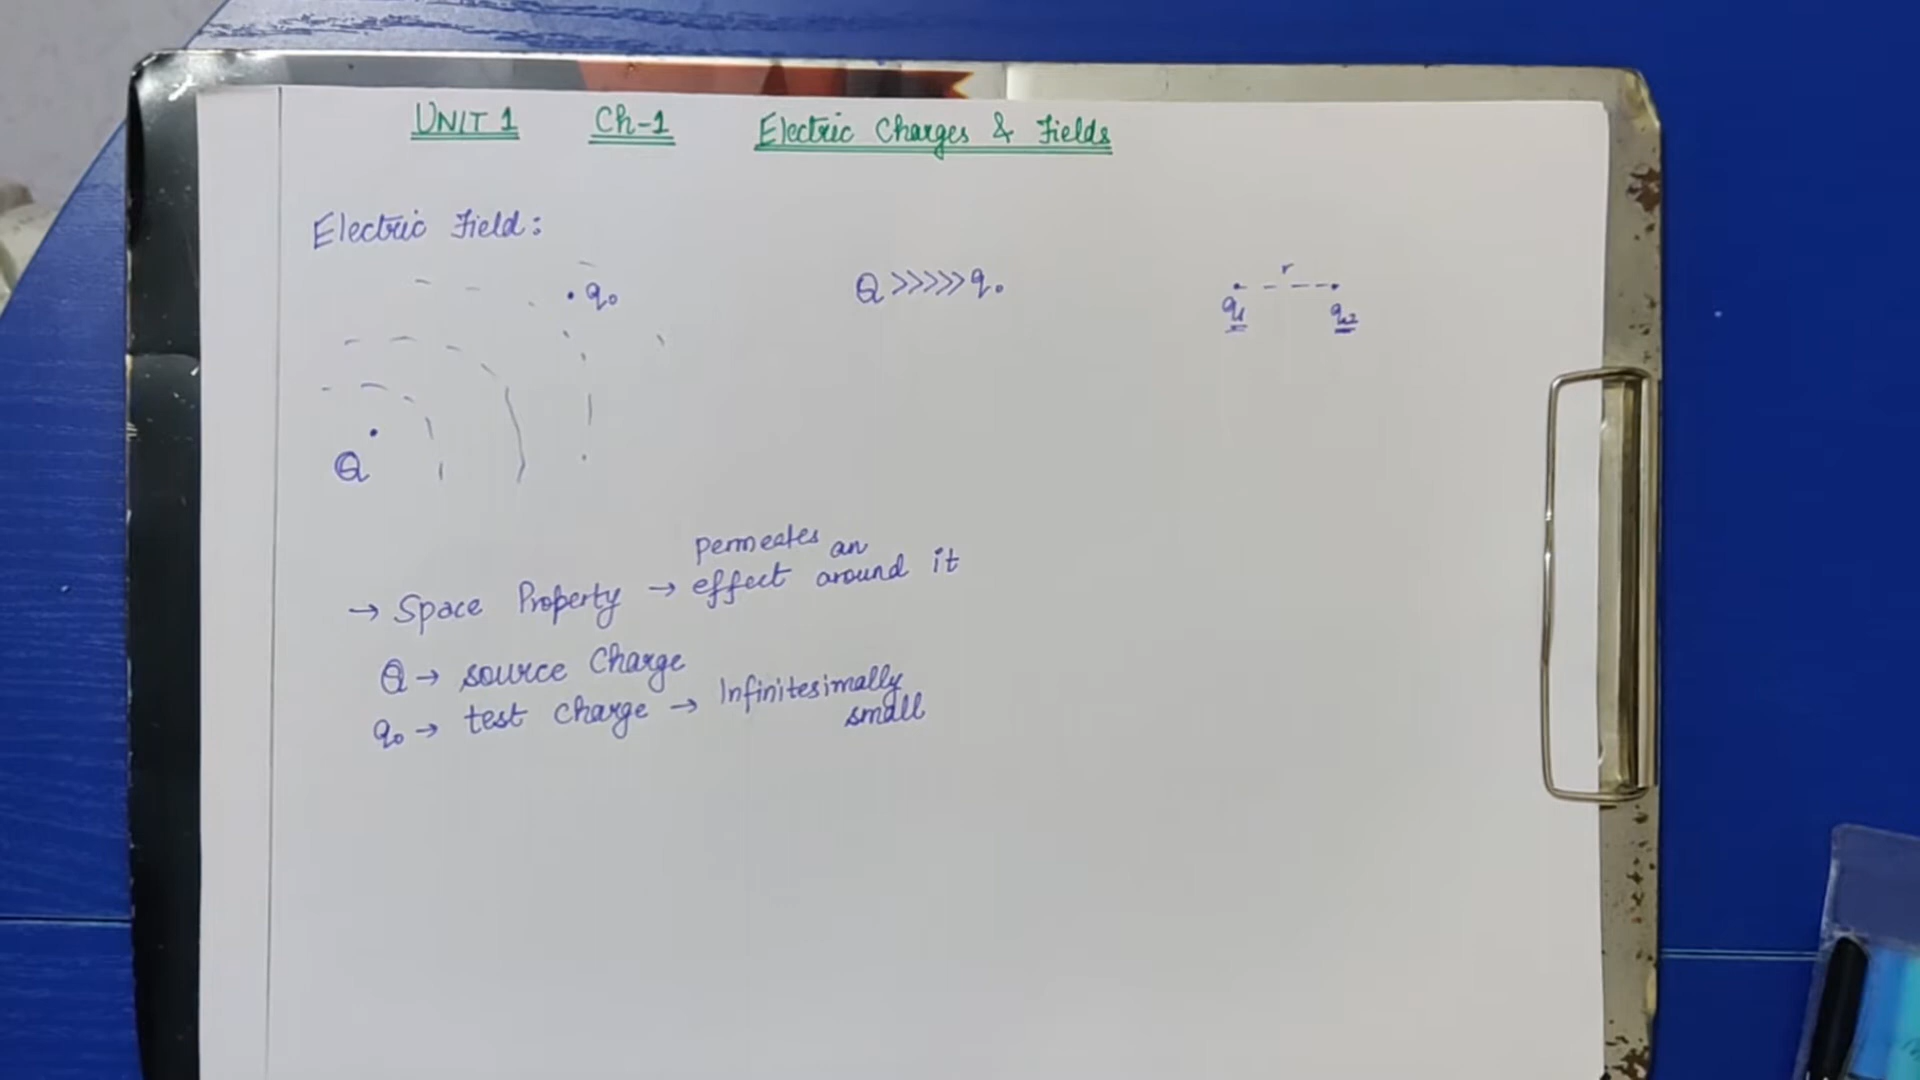 UNIT 1 Ch-1 Electric Charges & Fields
Electric Field:
q₀
Q >>>>> q₀
r
q₁ q₂
Q
permeates an
→ Space Property → effect around it
Q → source Charge
q₀ → test charge → Infinitesimally
small